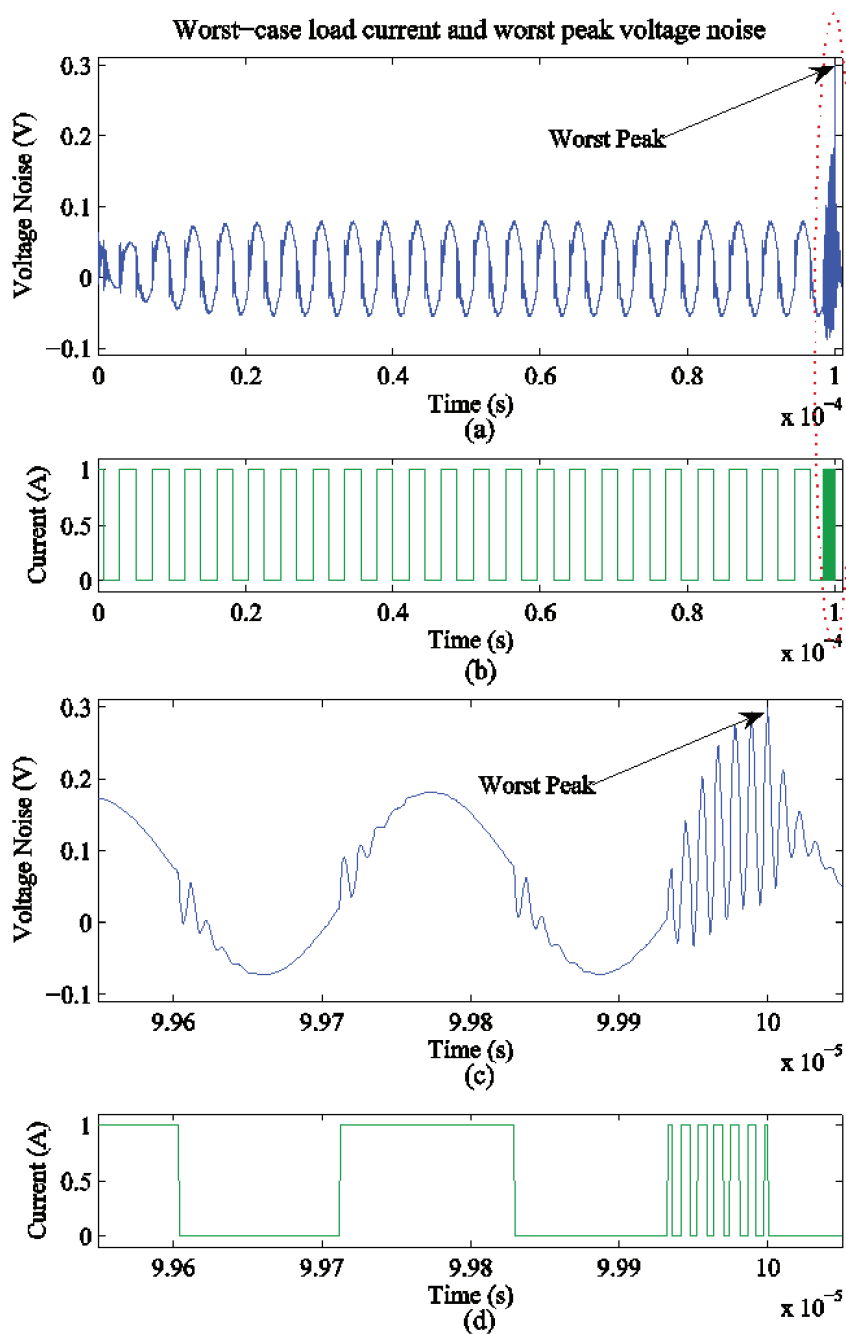 Worst-case load current and worst peak voltage noise
0.3
0.2
0.1
0
-0.1
Voltage Noise (V)
Worst Peak
0 0.2 0.4 0.6 0.8 1
Time (s)
x 10⁻⁴
(a)
1
0.5
0
Current (A)
0 0.2 0.4 0.6 0.8 1
Time (s)
x 10⁻⁴
(b)
0.3
0.2
0.1
0
-0.1
Voltage Noise (V)
Worst Peak
9.96 9.97 9.98 9.99 10
Time (s)
x 10⁻⁵
(c)
1
0.5
0
Current (A)
9.96 9.97 9.98 9.99 10
Time (s)
x 10⁻⁵
(d)